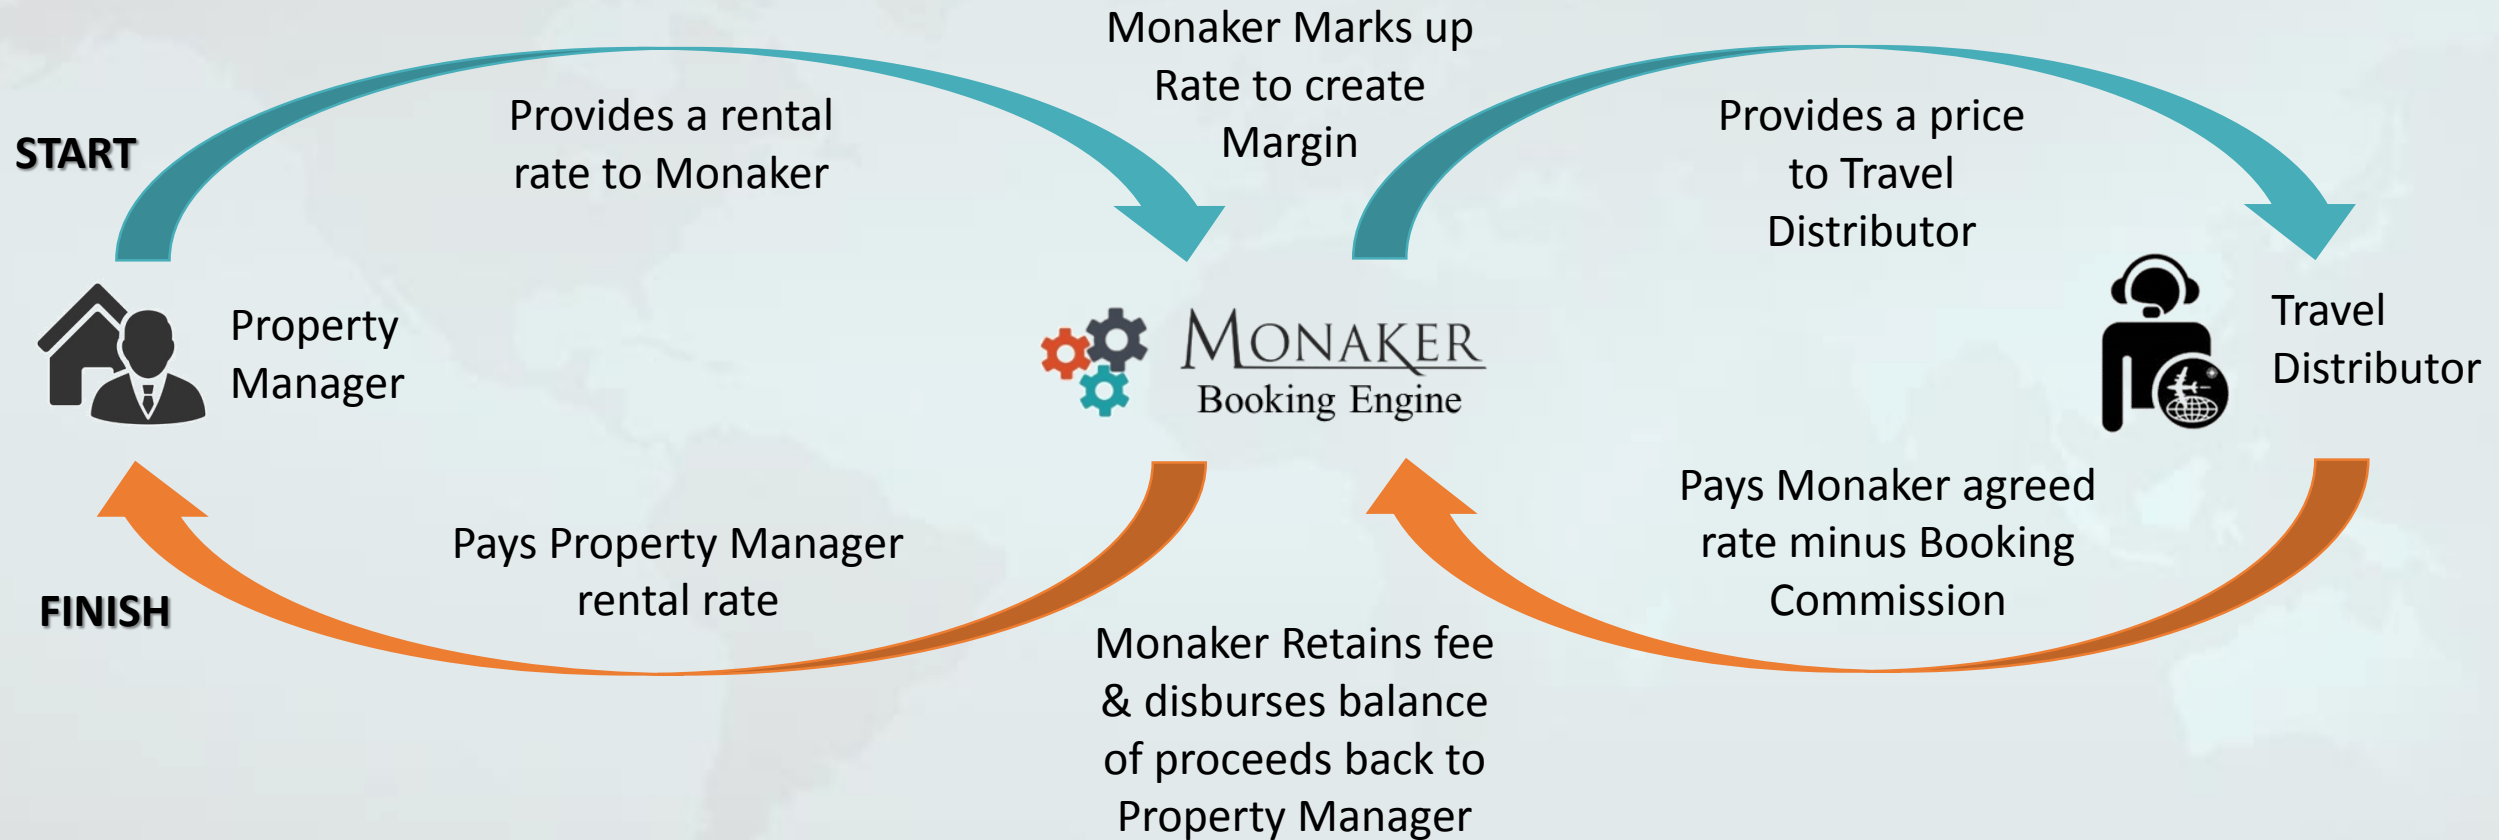 START
Provides a rental
rate to Monaker
Monaker Marks up
Rate to create
Margin
Provides a price
to Travel
Distributor
Property
Manager
MONAKER
Booking Engine
Travel
Distributor
Pays Monaker agreed
rate minus Booking
Commission
Monaker Retains fee
& disburses balance
of proceeds back to
Property Manager
Pays Property Manager
rental rate
FINISH